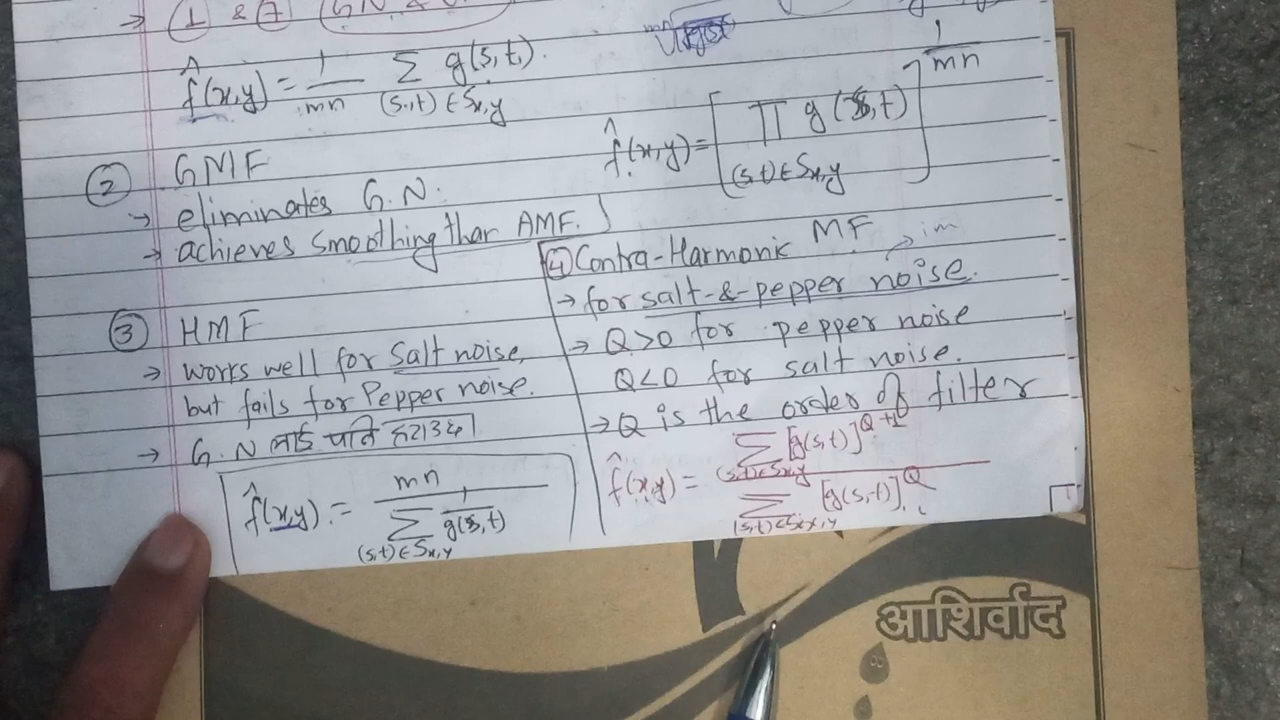 → ① & ⑦ (G.N &
f̂(x,y) = 1/mn Σ (s,t) ∈ Sx,y g(s,t).
② GMF
→ eliminates G.N.
→ achieves smoothing than AMF.
f̂(x,y) = [ ∏ (s,t) ∈ Sx,y g(s,t) ]^1/mn
③ HMF
→ works well for Salt noise,
but fails for Pepper noise.
→ G.N लाई पनि हटाउछ।
f̂(x,y) = mn / Σ (s,t) ∈ Sx,y 1/g(s,t)
④ Contra-Harmonic MF
→ im
→ for salt-&-pepper noise.
→ Q>0 for pepper noise
Q<0 for salt noise.
→ Q is the order of filter
f̂(x,y) = Σ (s,t) ∈ Sx,y [g(s,t)]^Q+1 / Σ (s,t) ∈ Sx,y [g(s,t)]^Q
आशिर्वाद